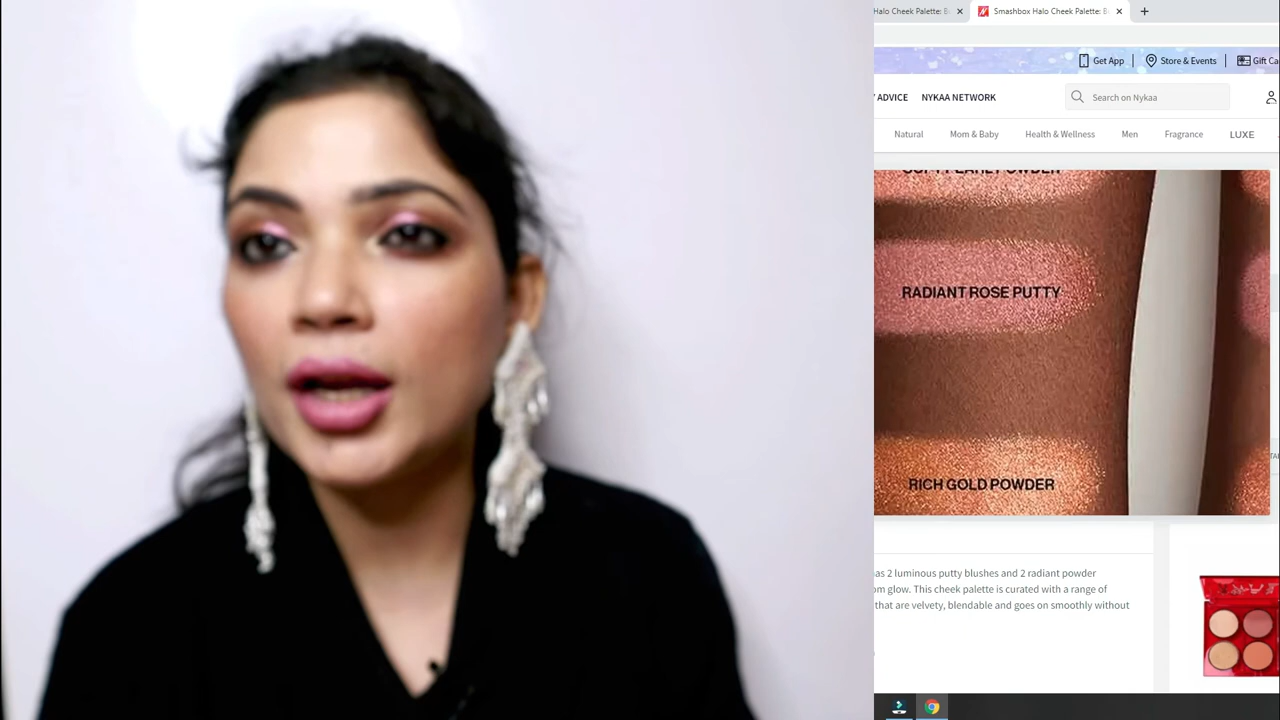 Halo Cheek Palette: B
Smashbox Halo Cheek Palette: B
Get App
Store & Events
Gift Ca
ADVICE
NYKAA NETWORK
Search on Nykaa
Natural
Mom & Baby
Health & Wellness
Men
Fragrance
LUXE
RADIANT ROSE PUTTY
RICH GOLD POWDER
as 2 luminous putty blushes and 2 radiant powder
om glow. This cheek palette is curated with a range of
that are velvety, blendable and goes on smoothly without